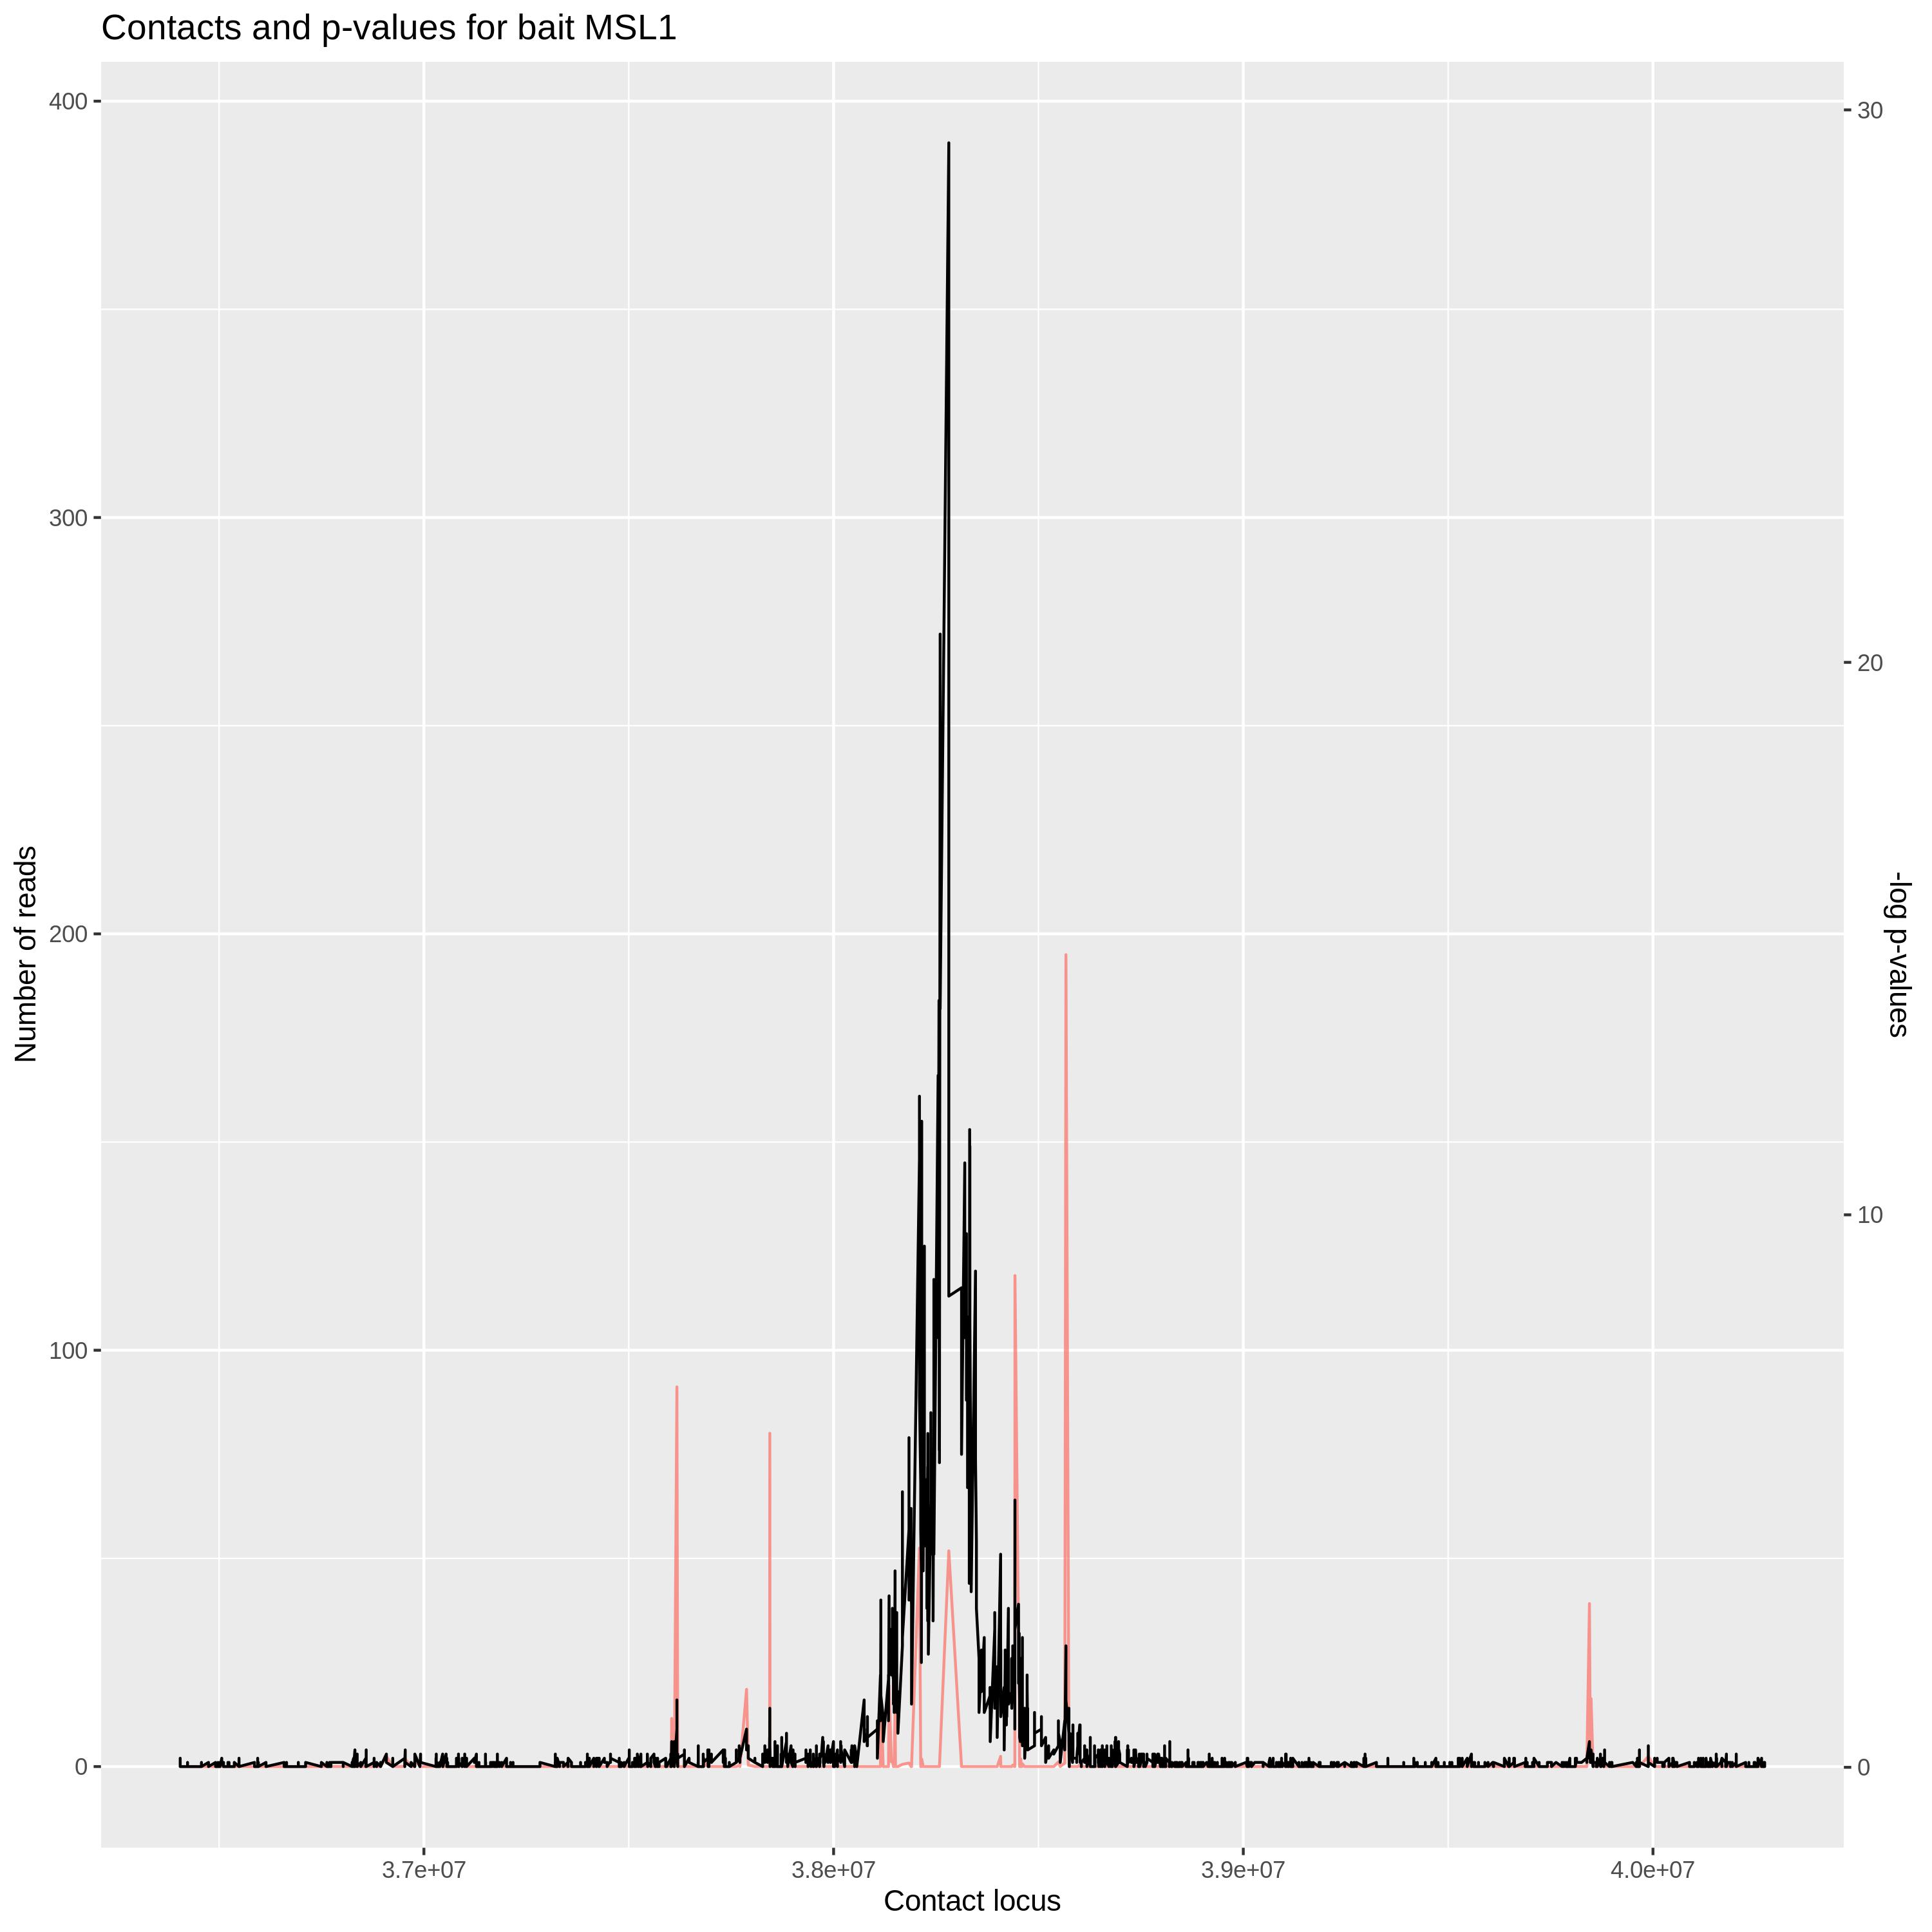 Contacts and p-values for bait MSL1
400
300
200
100
0
Number of reads
30
20
10
0
-log p-values
3.7e+07
3.8e+07
3.9e+07
4.0e+07
Contact locus